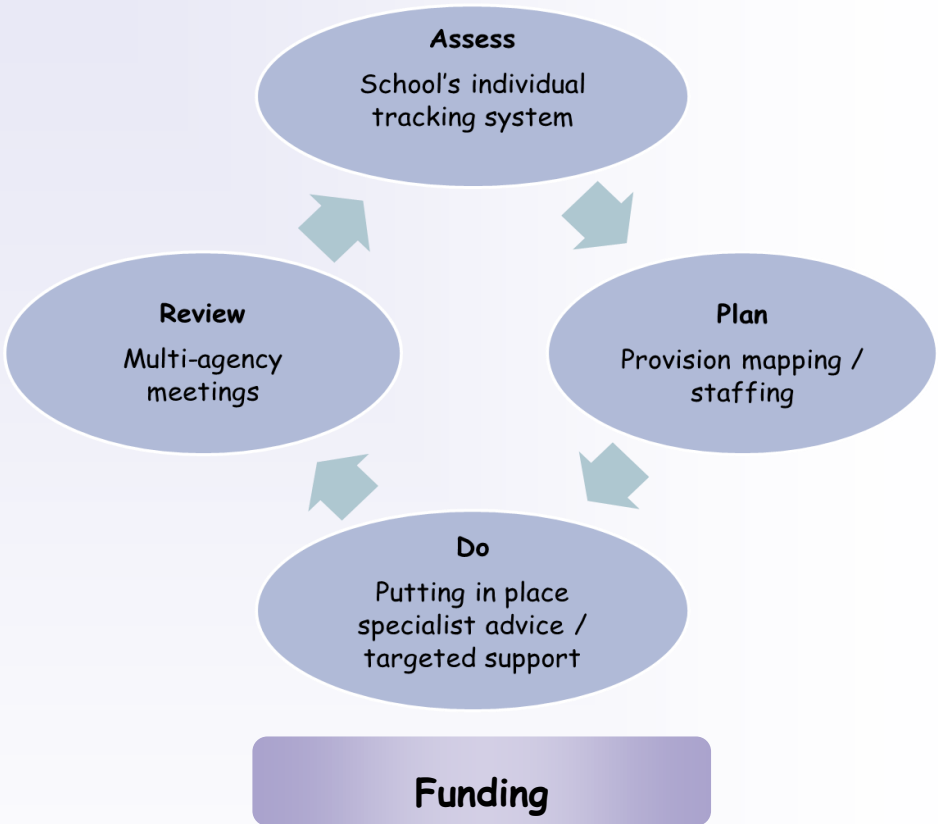 Assess
School's individual
tracking system
Plan
Provision mapping /
staffing
Do
Putting in place
specialist advice /
targeted support
Review
Multi-agency
meetings
Funding